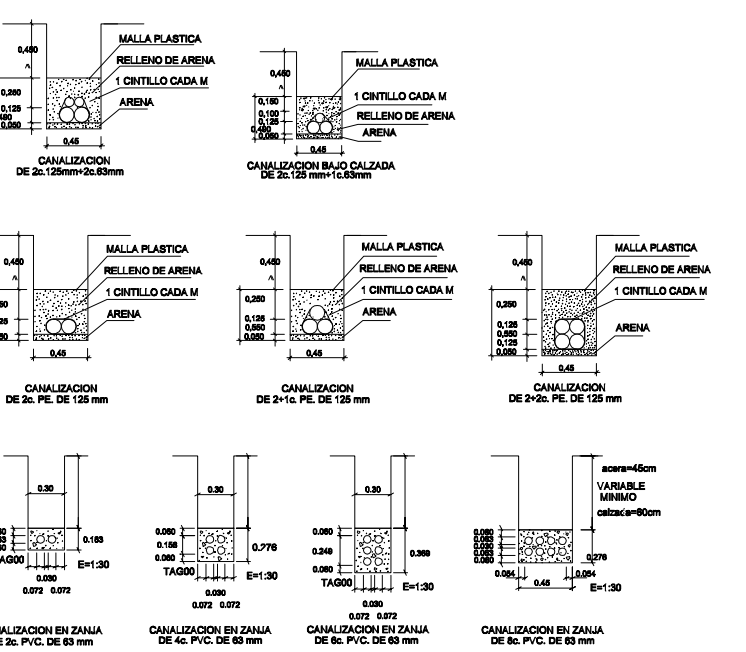 0,450
MALLA PLASTICA
RELLENO DE ARENA
1 CINTILLO CADA M
ARENA
0,250
0,125
0,050
0,45
CANALIZACION
DE 2c.125mm+2c.63mm
0,450
MALLA PLASTICA
1 CINTILLO CADA M
RELLENO DE ARENA
ARENA
0,150
0,100
0,125
0,050
0,45
CANALIZACION BAJO CALZADA
DE 2c.125 mm+1c.63mm
0,450
MALLA PLASTICA
RELLENO DE ARENA
1 CINTILLO CADA M
ARENA
0,45
CANALIZACION
DE 2c. PE. DE 125 mm
0,450
MALLA PLASTICA
RELLENO DE ARENA
1 CINTILLO CADA M
ARENA
0,250
0,125
0,550
0,050
0,45
CANALIZACION
DE 2+1c. PE. DE 125 mm
0,450
MALLA PLASTICA
RELLENO DE ARENA
1 CINTILLO CADA M
ARENA
0,250
0,125
0,550
0,125
0,050
0,45
CANALIZACION
DE 2+2c. PE. DE 125 mm
0.30
0.163
E=1:30
0.030
0.072 0.072
CANALIZACION EN ZANJA
DE 2c. PVC. DE 63 mm
0.30
0.060
0.156
0.060
0.276
TAG00
E=1:30
0.030
0.072 0.072
CANALIZACION EN ZANJA
DE 4c. PVC. DE 63 mm
0.30
0.060
0.249
0.060
0.369
TAG00
E=1:30
0.030
0.072 0.072
CANALIZACION EN ZANJA
DE 6c. PVC. DE 63 mm
acera=45cm
VARIABLE
MINIMO
calzada=60cm
0.060
0.063
0.030
0.063
0.060
0.276
0.054
0.054
0.45
E=1:30
CANALIZACION EN ZANJA
DE 8c. PVC. DE 63 mm